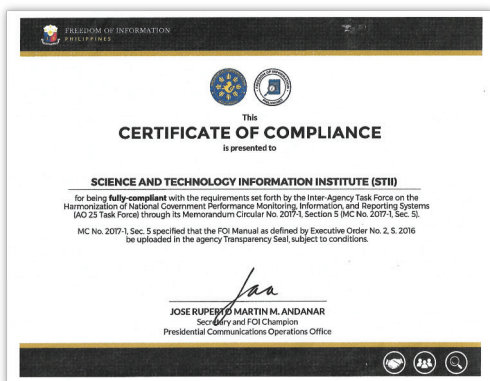 FREEDOM OF INFORMATION
PHILIPPINES
This
CERTIFICATE OF COMPLIANCE
is presented to
SCIENCE AND TECHNOLOGY INFORMATION INSTITUTE (STII)
for being fully-compliant with the requirements set forth by the Inter-Agency Task Force on the
Harmonization of National Government Performance Monitoring, Information, and Reporting Systems
(AO 25 Task Force) through its Memorandum Circular No. 2017-1, Section 5 (MC No. 2017-1, Sec. 5).
MC No. 2017-1, Sec. 5 specified that the FOI Manual as defined by Executive Order No. 2, S. 2016
be uploaded in the agency Transparency Seal, subject to conditions.
JOSE RUPERTO MARTIN M. ANDANAR
Secretary and FOI Champion
Presidential Communications Operations Office